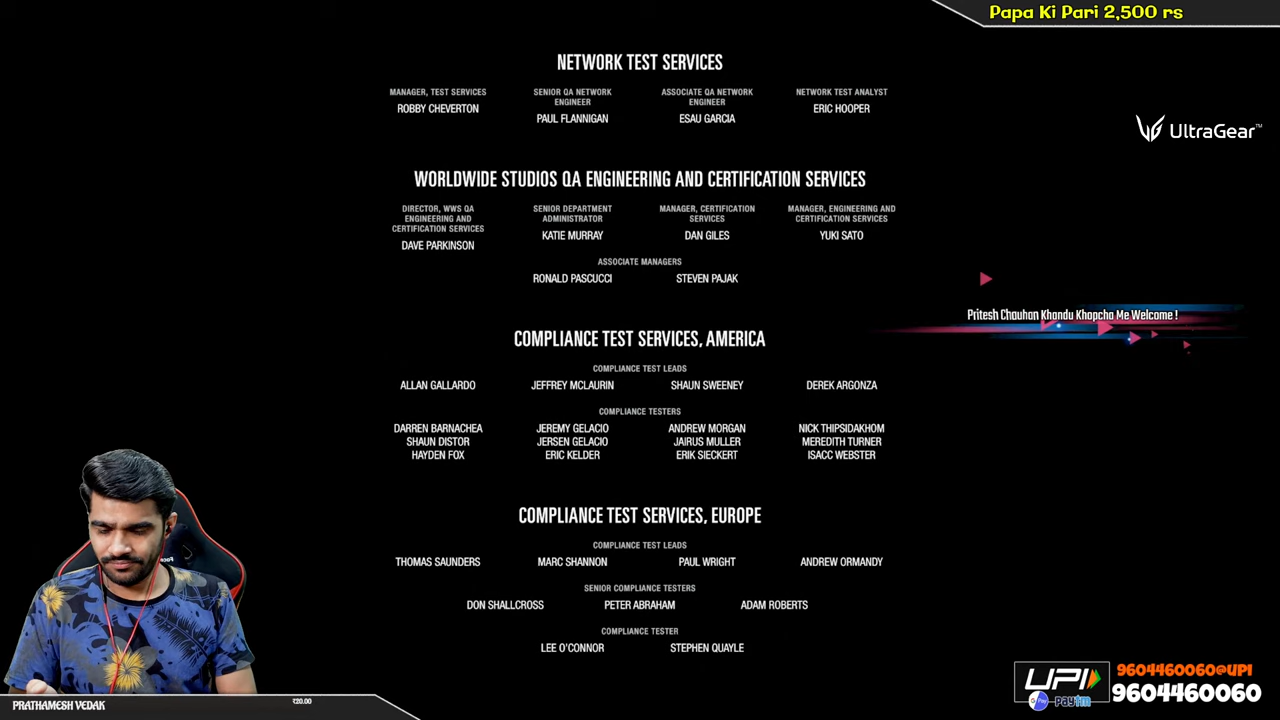 Papa Ki Pari 2,500 rs
NETWORK TEST SERVICES
MANAGER, TEST SERVICES
ROBBY CHEVERTON
SENIOR QA NETWORK
ENGINEER
PAUL FLANNIGAN
ASSOCIATE QA NETWORK
ENGINEER
ESAU GARCIA
NETWORK TEST ANALYST
ERIC HOOPER
UltraGear™
WORLDWIDE STUDIOS QA ENGINEERING AND CERTIFICATION SERVICES
DIRECTOR, WWS QA
ENGINEERING AND
CERTIFICATION SERVICES
DAVE PARKINSON
SENIOR DEPARTMENT
ADMINISTRATOR
KATIE MURRAY
MANAGER, CERTIFICATION
SERVICES
DAN GILES
MANAGER, ENGINEERING AND
CERTIFICATION SERVICES
YUKI SATO
ASSOCIATE MANAGERS
RONALD PASCUCCI STEVEN PAJAK
Pritesh Chauhan Khandu Khopcha Me Welcome !
COMPLIANCE TEST SERVICES, AMERICA
COMPLIANCE TEST LEADS
ALLAN GALLARDO JEFFREY MCLAURIN SHAUN SWEENEY DEREK ARGONZA
COMPLIANCE TESTERS
DARREN BARNACHEA JEREMY GELACIO ANDREW MORGAN NICK THIPSIDAKHOM
SHAUN DISTOR JERSEN GELACIO JAIRUS MULLER MEREDITH TURNER
HAYDEN FOX ERIC KELDER ERIK SIECKERT ISACC WEBSTER
COMPLIANCE TEST SERVICES, EUROPE
COMPLIANCE TEST LEADS
THOMAS SAUNDERS MARC SHANNON PAUL WRIGHT ANDREW ORMANDY
SENIOR COMPLIANCE TESTERS
DON SHALLCROSS PETER ABRAHAM ADAM ROBERTS
COMPLIANCE TESTER
LEE O'CONNOR STEPHEN QUAYLE
UPI
Pay paytm
9604460060@UPI
9604460060
PRATHAMESH VEDAK
₹20.00